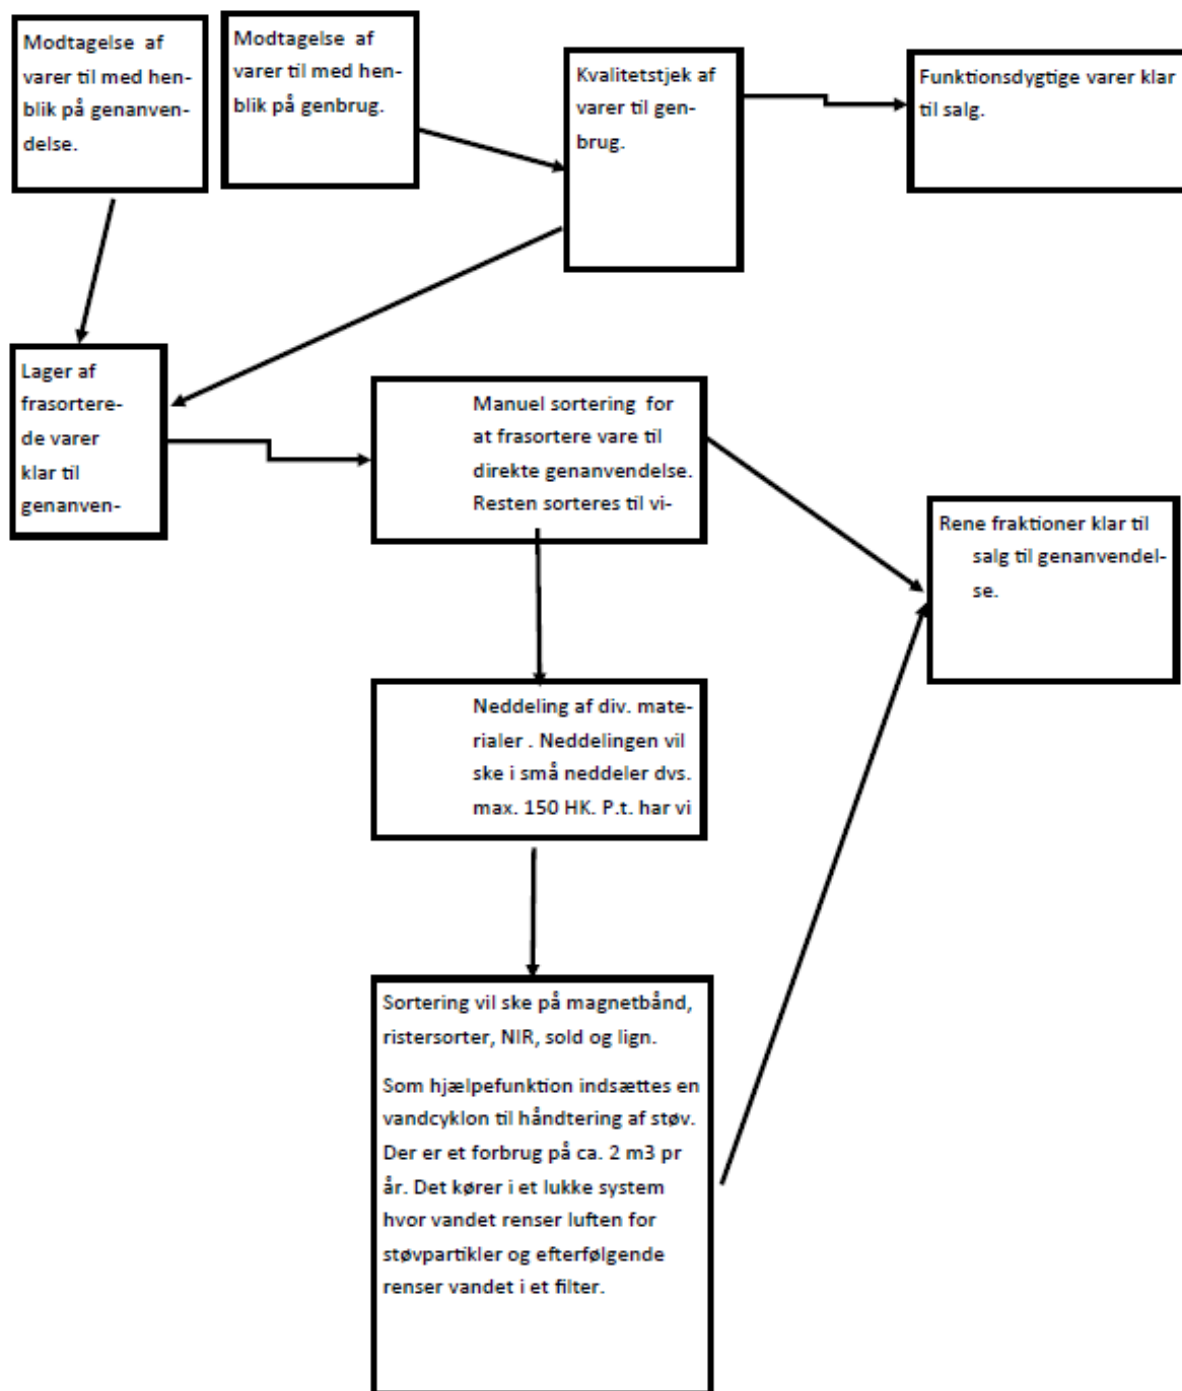 Modtagelse af
varer til med hen-
blik på genanven-
delse.
Modtagelse af
varer til med hen-
blik på genbrug.
Kvalitetstjek af
varer til gen-
brug.
Funktionsdygtige varer klar
til salg.
Lager af
frasortere-
de varer
klar til
genanven-
Manuel sortering for
at frasortere vare til
direkte genanvendelse.
Resten sorteres til vi-
Rene fraktioner klar til
salg til genanvendel-
se.
Neddeling af div. mate-
rialer . Neddelingen vil
ske i små neddeler dvs.
max. 150 HK. P.t. har vi
Sortering vil ske på magnetbånd,
ristersorter, NIR, sold og lign.
Som hjælpefunktion indsættes en
vandcyklon til håndtering af støv.
Der er et forbrug på ca. 2 m3 pr
år. Det kører i et lukke system
hvor vandet renser luften for
støvpartikler og efterfølgende
renser vandet i et filter.